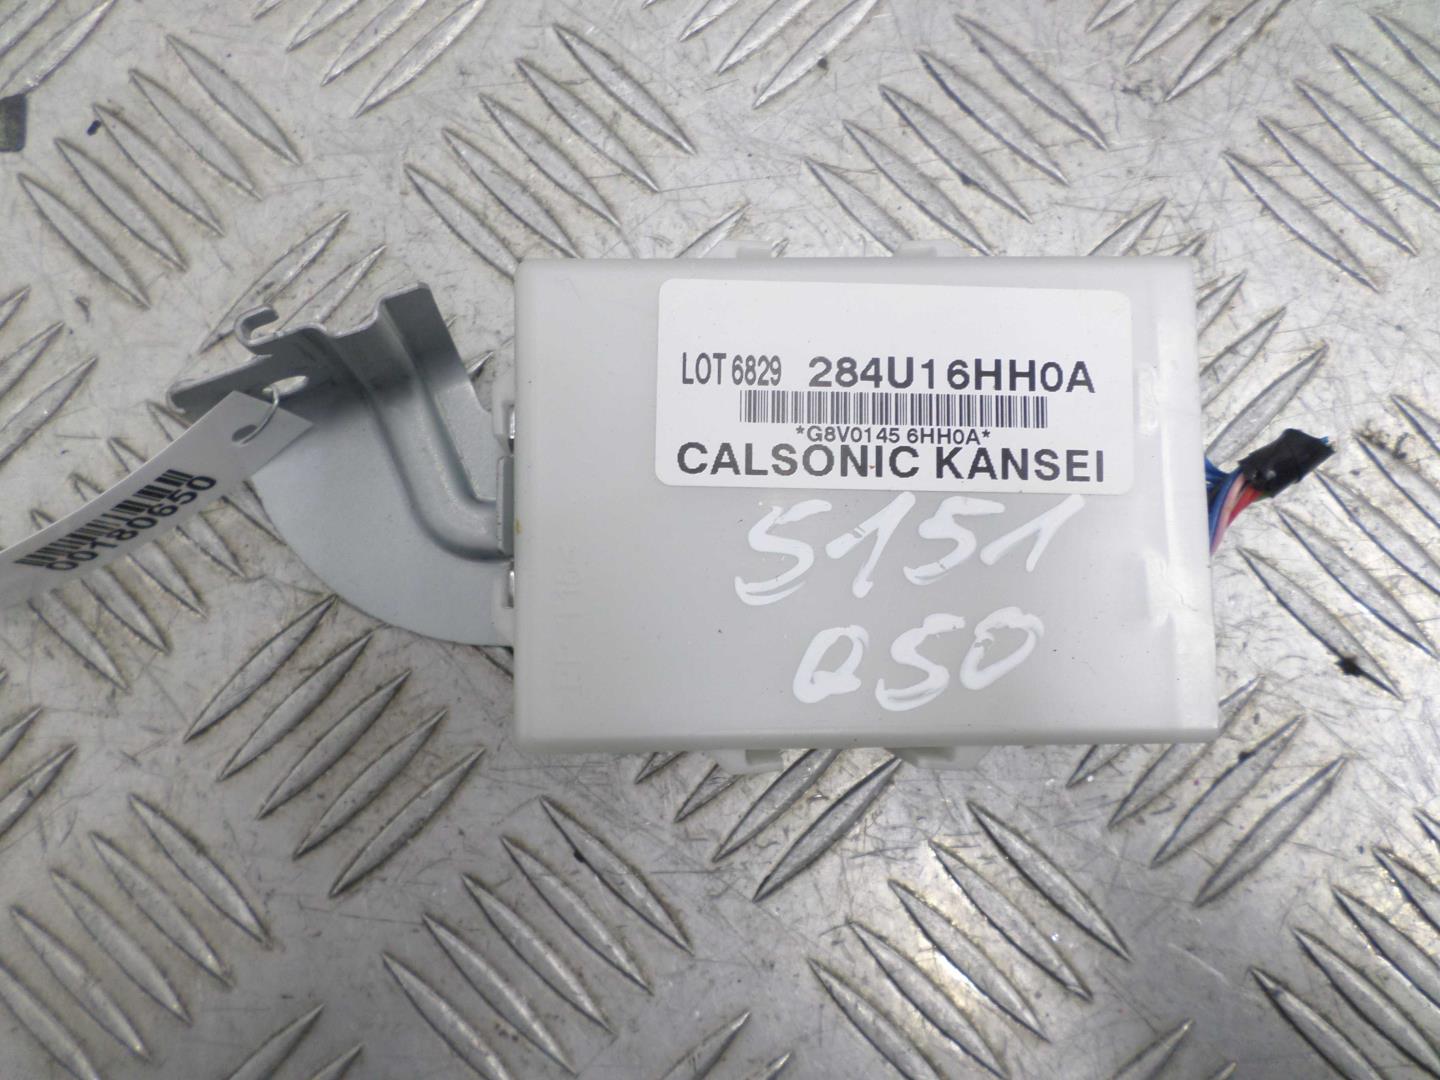 LOT 6829 284U16HH0A
*G8V0145 6HH0A*
CALSONIC KANSEI
5151
Q50
00180650